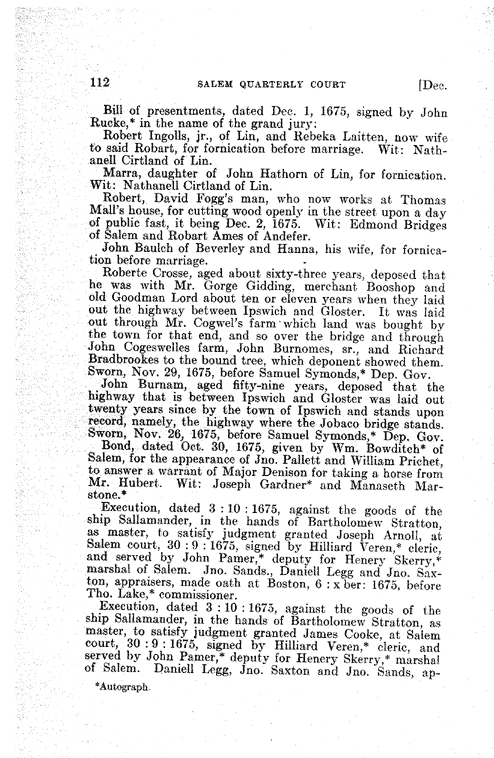 112 SALEM QUARTERLY COURT [Dec.
Bill of presentments, dated Dec. 1, 1675, signed by John
Rucke,* in the name of the grand jury:
Robert Ingolls, jr., of Lin, and Rebeka Laitten, now wife
to said Robart, for fornication before marriage. Wit: Nath-
anell Cirtland of Lin.
Marra, daughter of John Hathorn of Lin, for fornication.
Wit: Nathanell Cirtland of Lin.
Robert, David Fogg's man, who now works at Thomas
Mall's house, for cutting wood openly in the street upon a day
of public fast, it being Dec. 2, 1675. Wit: Edmond Bridges
of Salem and Robart Ames of Andefer.
John Baulch of Beverley and Hanna, his wife, for fornica-
tion before marriage.
Roberte Crosse, aged about sixty-three years, deposed that
he was with Mr. Gorge Gidding, merchant Booshop and
old Goodman Lord about ten or eleven years when they laid
out the highway between Ipswich and Gloster. It was laid
out through Mr. Cogwel's farm which land was bought by
the town for that end, and so over the bridge and through
John Cogeswelles farm, John Burnomes, sr., and Richard
Bradbrookes to the bound tree, which deponent showed them.
Sworn, Nov. 29, 1675, before Samuel Symonds,* Dep. Gov.
John Burnam, aged fifty-nine years, deposed that the
highway that is between Ipswich and Gloster was laid out
twenty years since by the town of Ipswich and stands upon
record, namely, the highway where the Jobaco bridge stands.
Sworn, Nov. 26, 1675, before Samuel Symonds,* Dep. Gov.
Bond, dated Oct. 30, 1675, given by Wm. Bowditch* of
Salem, for the appearance of Jno. Pallett and William Prichet,
to answer a warrant of Major Denison for taking a horse from
Mr. Hubert. Wit: Joseph Gardner* and Manaseth Mar-
stone.*
Execution, dated 3 : 10 : 1675, against the goods of the
ship Sallamander, in the hands of Bartholomew Stratton,
as master, to satisfy judgment granted Joseph Arnoll, at
Salem court, 30 : 9 : 1675, signed by Hilliard Veren,* cleric,
and served by John Pamer,* deputy for Henery Skerry,*
marshal of Salem. Jno. Sands., Daniell Legg and Jno. Sax-
ton, appraisers, made oath at Boston, 6 : x ber: 1675, before
Tho. Lake,* commissioner.
Execution, dated 3 : 10 : 1675, against the goods of the
ship Sallamander, in the hands of Bartholomew Stratton, as
master, to satisfy judgment granted James Cooke, at Salem
court, 30 : 9 : 1675, signed by Hilliard Veren,* cleric, and
served by John Pamer,* deputy for Henery Skerry,* marshal
of Salem. Daniell Legg, Jno. Saxton and Jno. Sands, ap-
*Autograph.